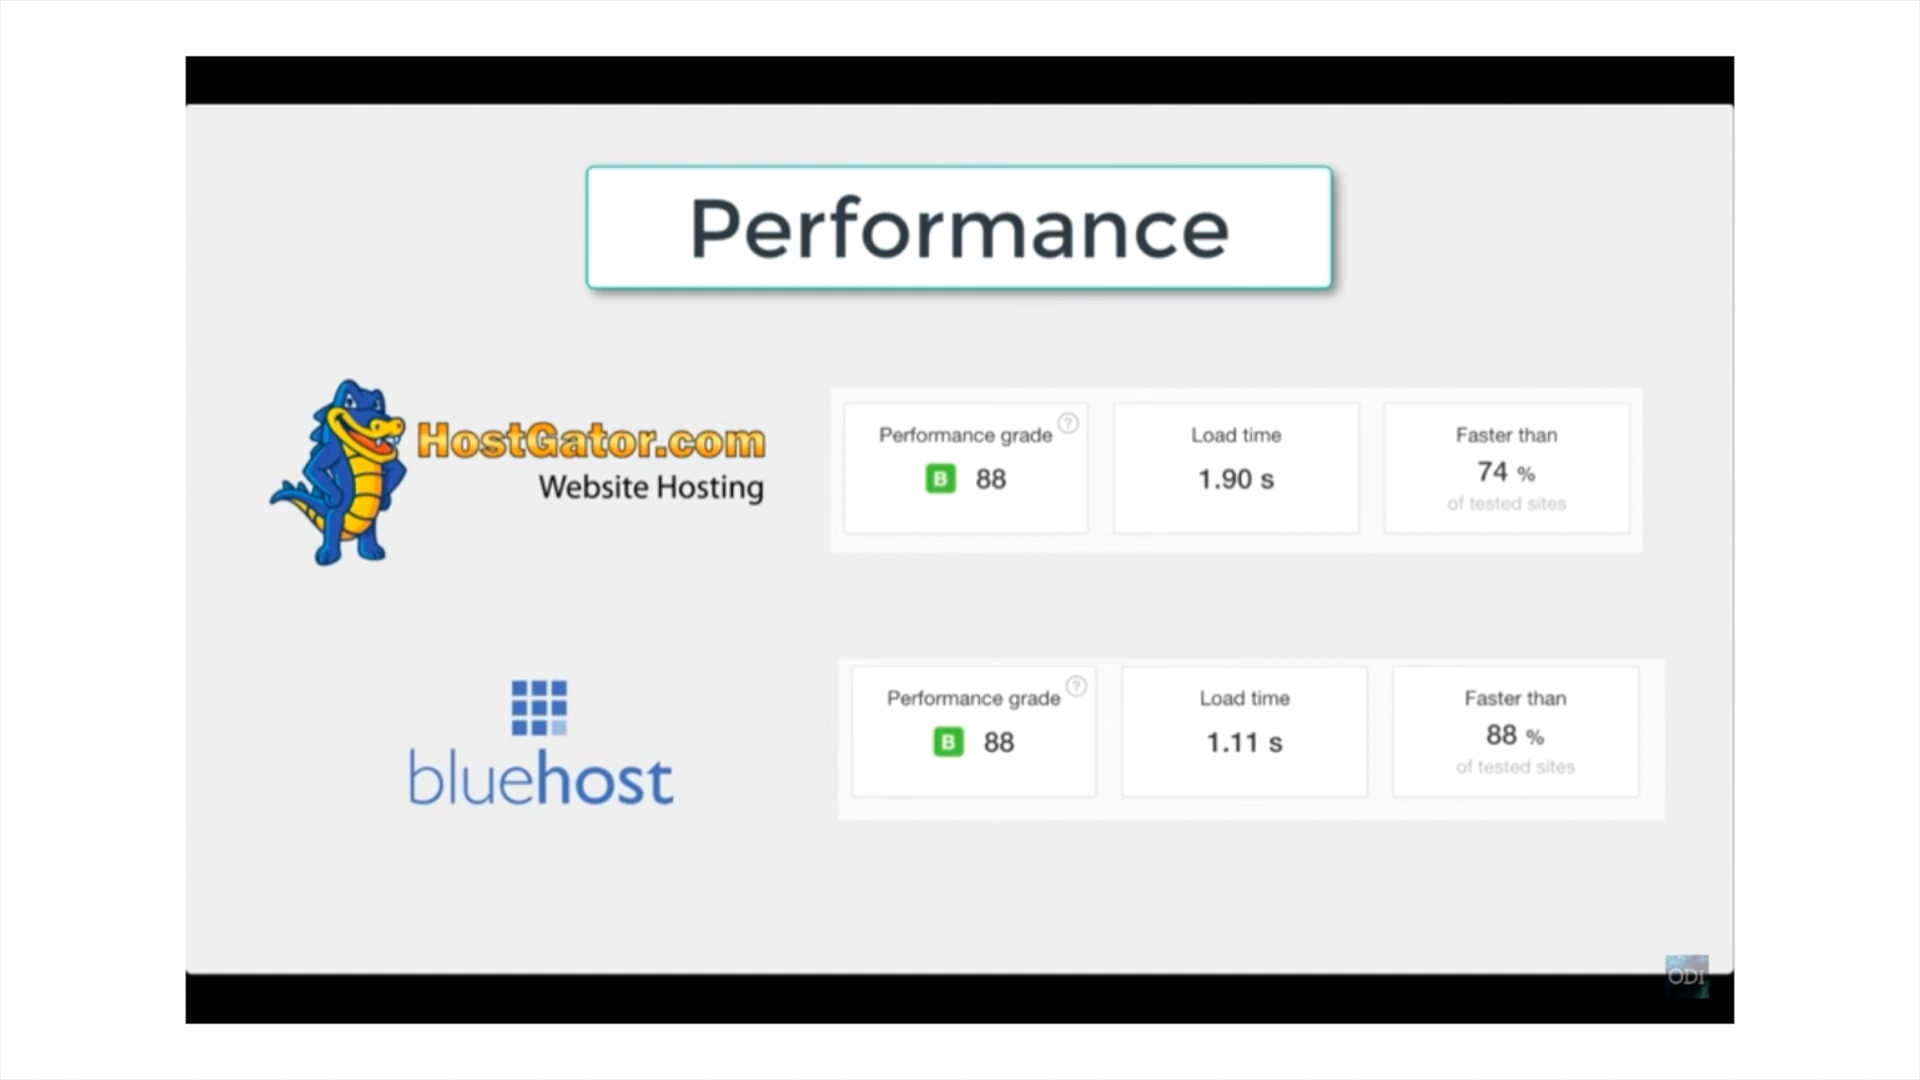 Performance
HostGator.com
Website Hosting
Performance grade ?
B 88
Load time
1.90 s
Faster than
74 %
of tested sites
bluehost
Performance grade ?
B 88
Load time
1.11 s
Faster than
88 %
of tested sites
ODi